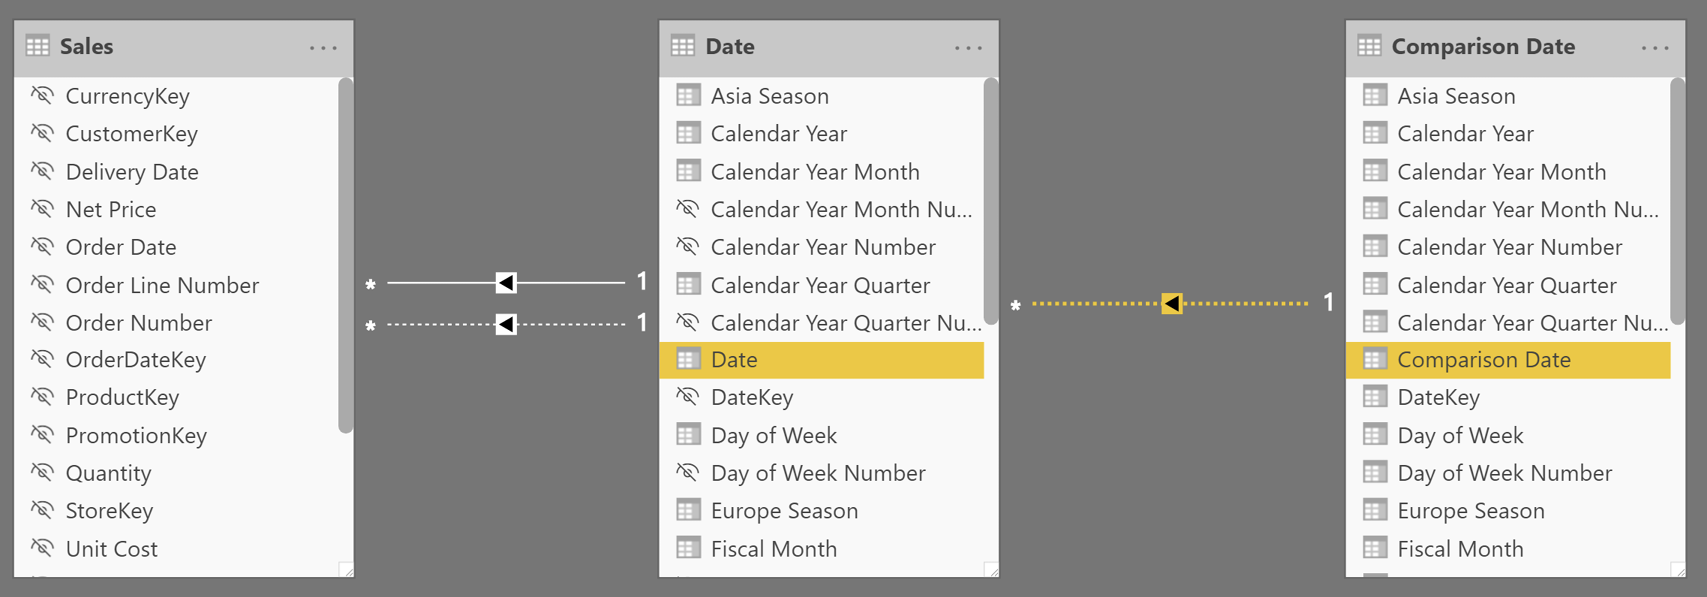 Sales
CurrencyKey
CustomerKey
Delivery Date
Net Price
Order Date
Order Line Number
Order Number
OrderDateKey
ProductKey
PromotionKey
Quantity
StoreKey
Unit Cost
* 1
* 1
Date
Asia Season
Calendar Year
Calendar Year Month
Calendar Year Month Nu...
Calendar Year Number
Calendar Year Quarter
Calendar Year Quarter Nu...
Date
DateKey
Day of Week
Day of Week Number
Europe Season
Fiscal Month
* 1
Comparison Date
Asia Season
Calendar Year
Calendar Year Month
Calendar Year Month Nu...
Calendar Year Number
Calendar Year Quarter
Calendar Year Quarter Nu...
Comparison Date
DateKey
Day of Week
Day of Week Number
Europe Season
Fiscal Month